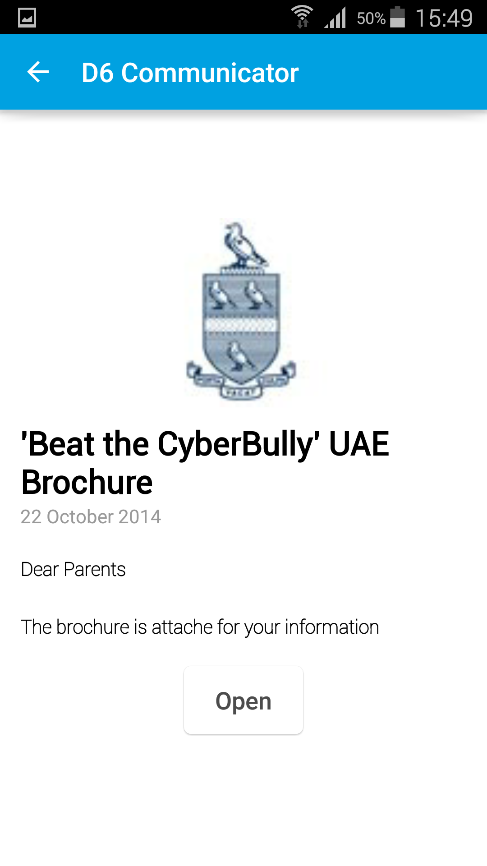 50% 15:49
D6 Communicator
VACAT
'Beat the CyberBully' UAE
Brochure
22 October 2014
Dear Parents
The brochure is attache for your information
Open